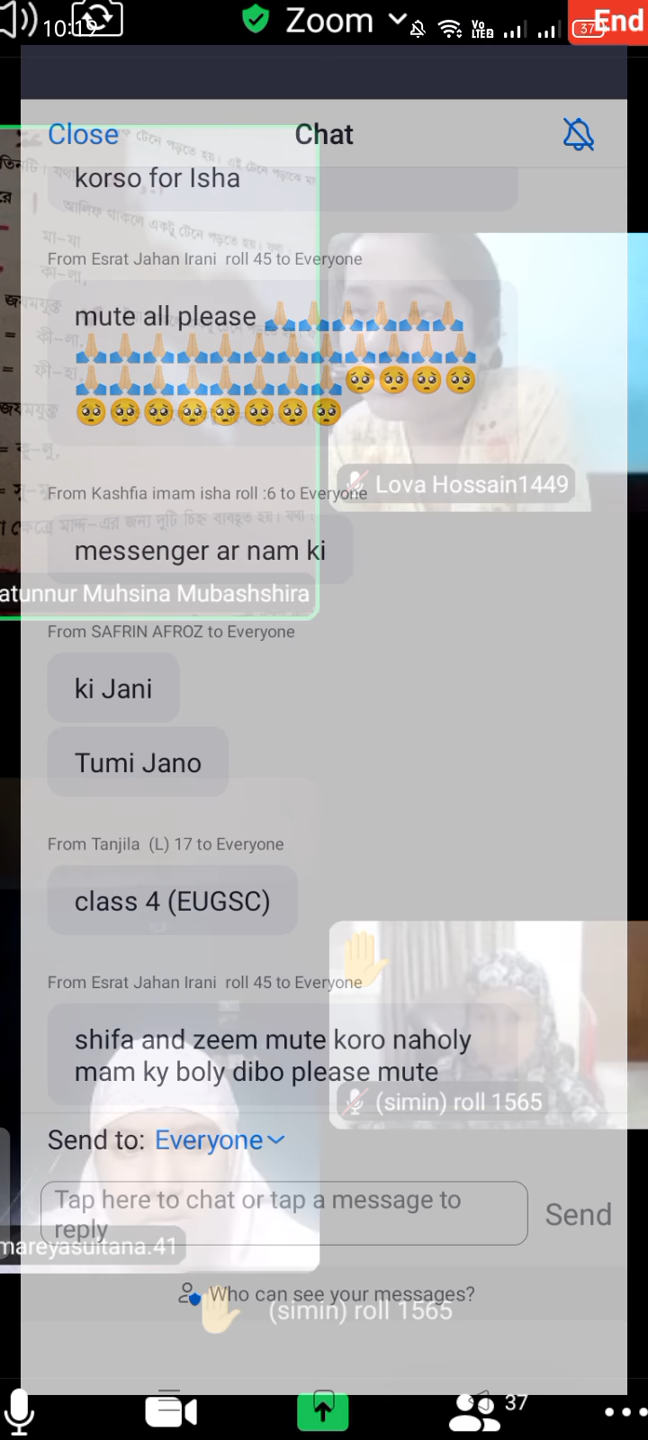 10:19
Zoom
Vo
LTE2
37
End
Close
Chat
korso for Isha
From Esrat Jahan Irani roll 45 to Everyone
mute all please 🙏🙏🙏🙏🙏🙏
🙏🙏🙏🙏🙏🙏🙏🙏🙏🙏🙏🙏
🙏🙏🙏🙏🙏🙏🙏🙏🥺🥺🥺🥺
🥺🥺🥺🥺🥺🥺🥺🥺
Lova Hossain1449
From Kashfia imam isha roll :6 to Everyone
messenger ar nam ki
atunnur Muhsina Mubashshira
From SAFRIN AFROZ to Everyone
ki Jani
Tumi Jano
From Tanjila (L) 17 to Everyone
class 4 (EUGSC)
From Esrat Jahan Irani roll 45 to Everyone
shifa and zeem mute koro naholy
mam ky boly dibo please mute
(simin) roll 1565
Send to: Everyone
Tap here to chat or tap a message to
reply
Send
mareyasultana.41
Who can see your messages?
(simin) roll 1565
37